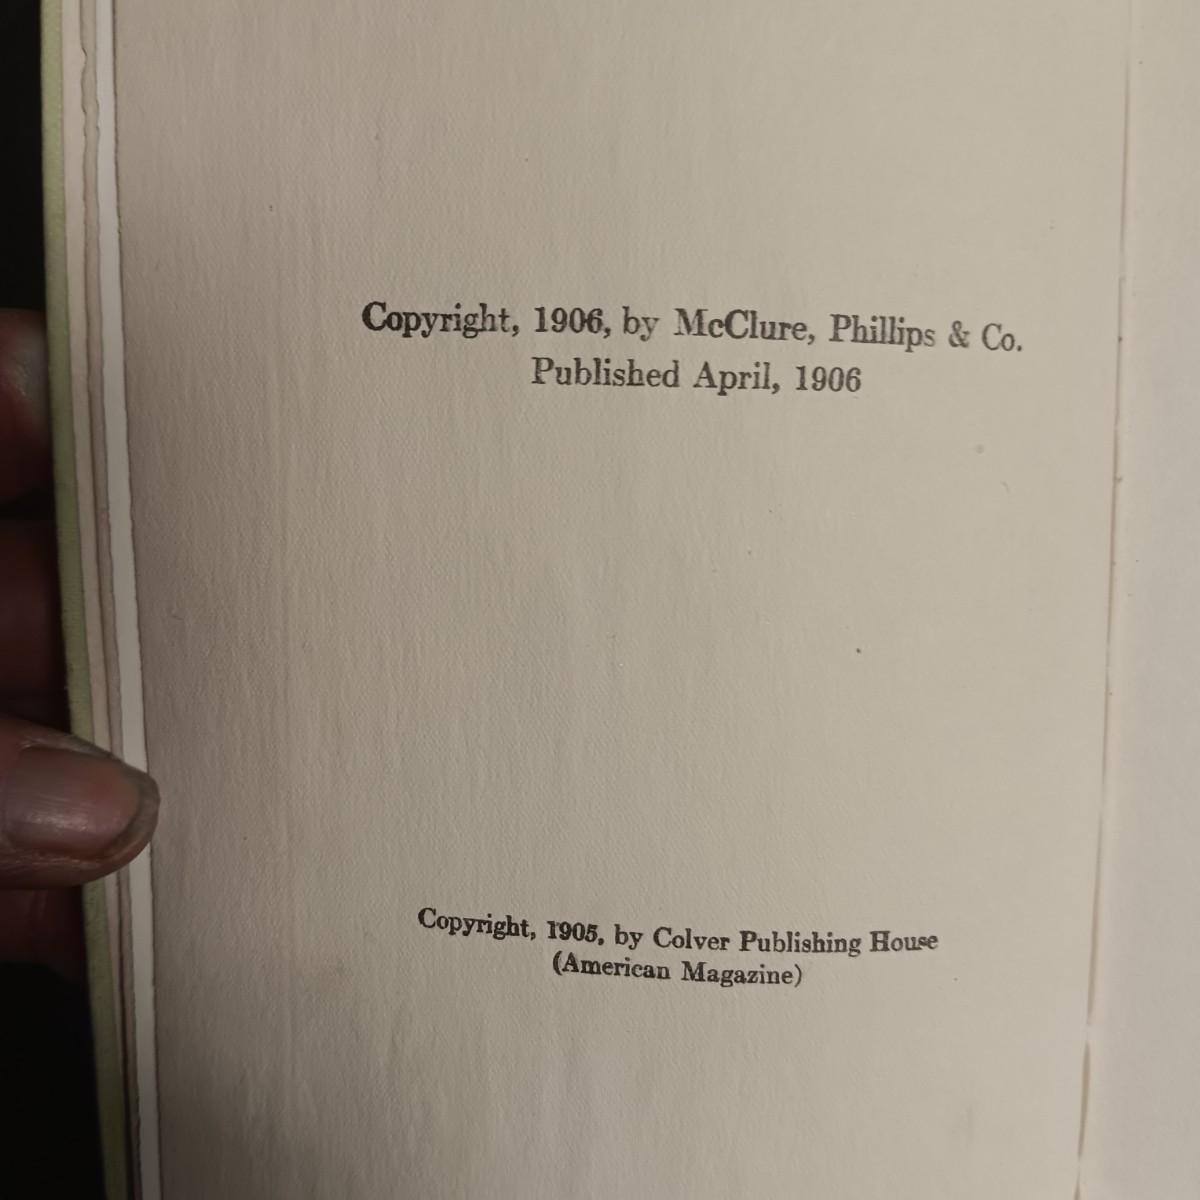 Copyright, 1906, by McClure, Phillips & Co.
Published April, 1906
Copyright, 1905, by Colver Publishing House
(American Magazine)